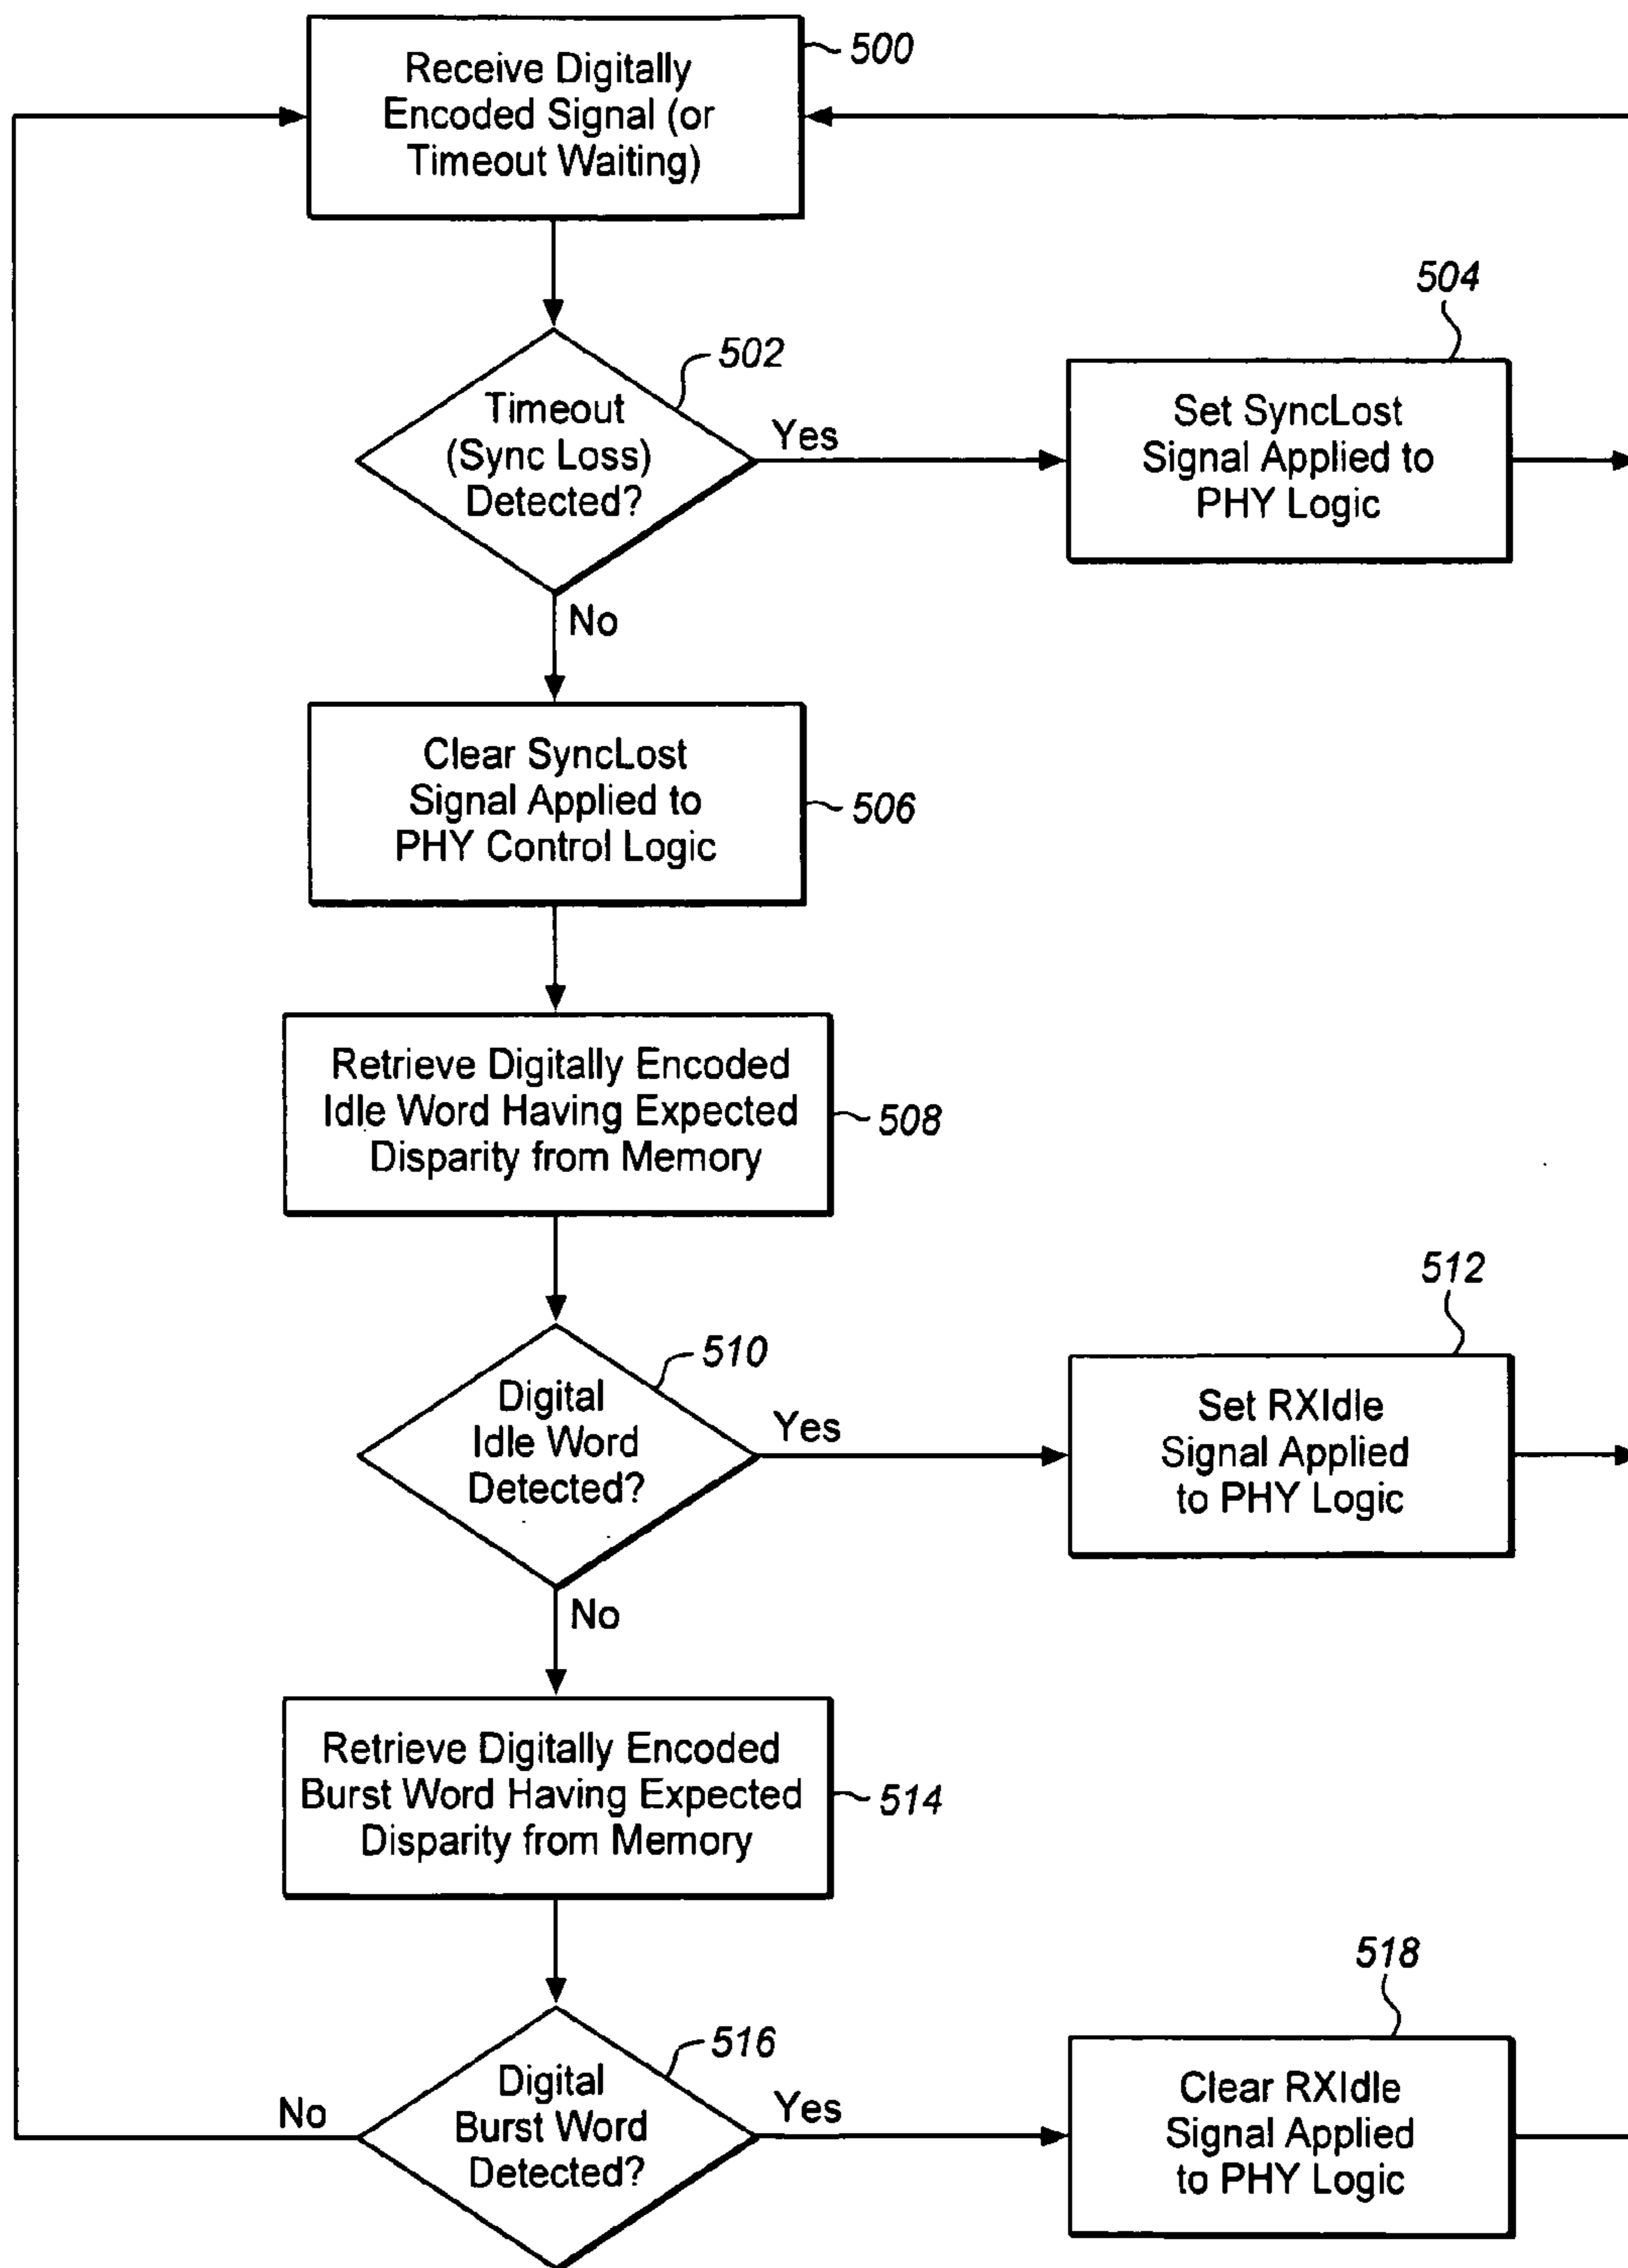 Receive Digitally
Encoded Signal (or
Timeout Waiting)
500
Timeout
(Sync Loss)
Detected?
502
Yes
504
Set SyncLost
Signal Applied to
PHY Logic
No
Clear SyncLost
Signal Applied to
PHY Control Logic
506
Retrieve Digitally Encoded
Idle Word Having Expected
Disparity from Memory
508
Digital
Idle Word
Detected?
510
Yes
512
Set RXIdle
Signal Applied
to PHY Logic
No
Retrieve Digitally Encoded
Burst Word Having Expected
Disparity from Memory
514
Digital
Burst Word
Detected?
516
No
Yes
518
Clear RXIdle
Signal Applied
to PHY Logic